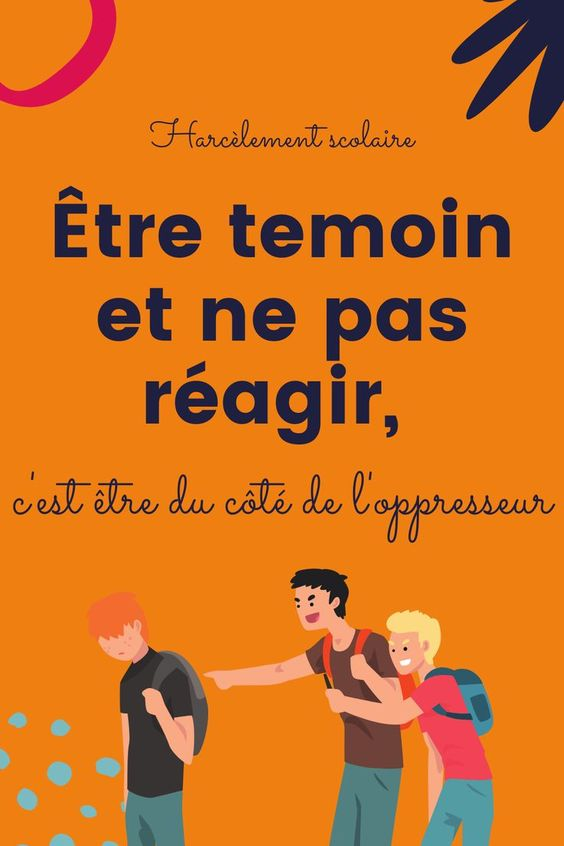 Harcèlement scolaire
Être temoin
et ne pas
réagir,
c'est être du côté de l'oppresseur